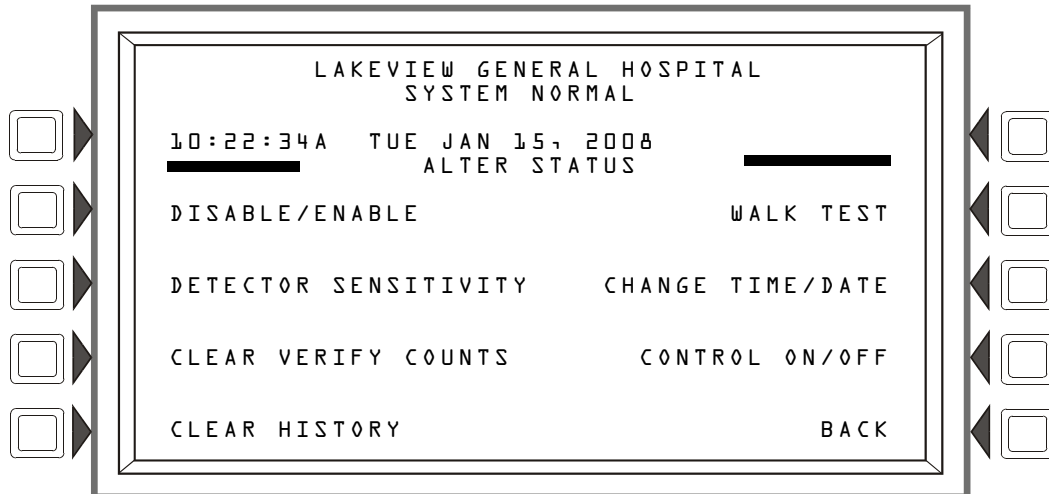 LAKEVIEW GENERAL HOSPITAL
SYSTEM NORMAL
10:22:34A TUE JAN 15, 2008
ALTER STATUS
DISABLE/ENABLE WALK TEST
DETECTOR SENSITIVITY CHANGE TIME/DATE
CLEAR VERIFY COUNTS CONTROL ON/OFF
CLEAR HISTORY BACK